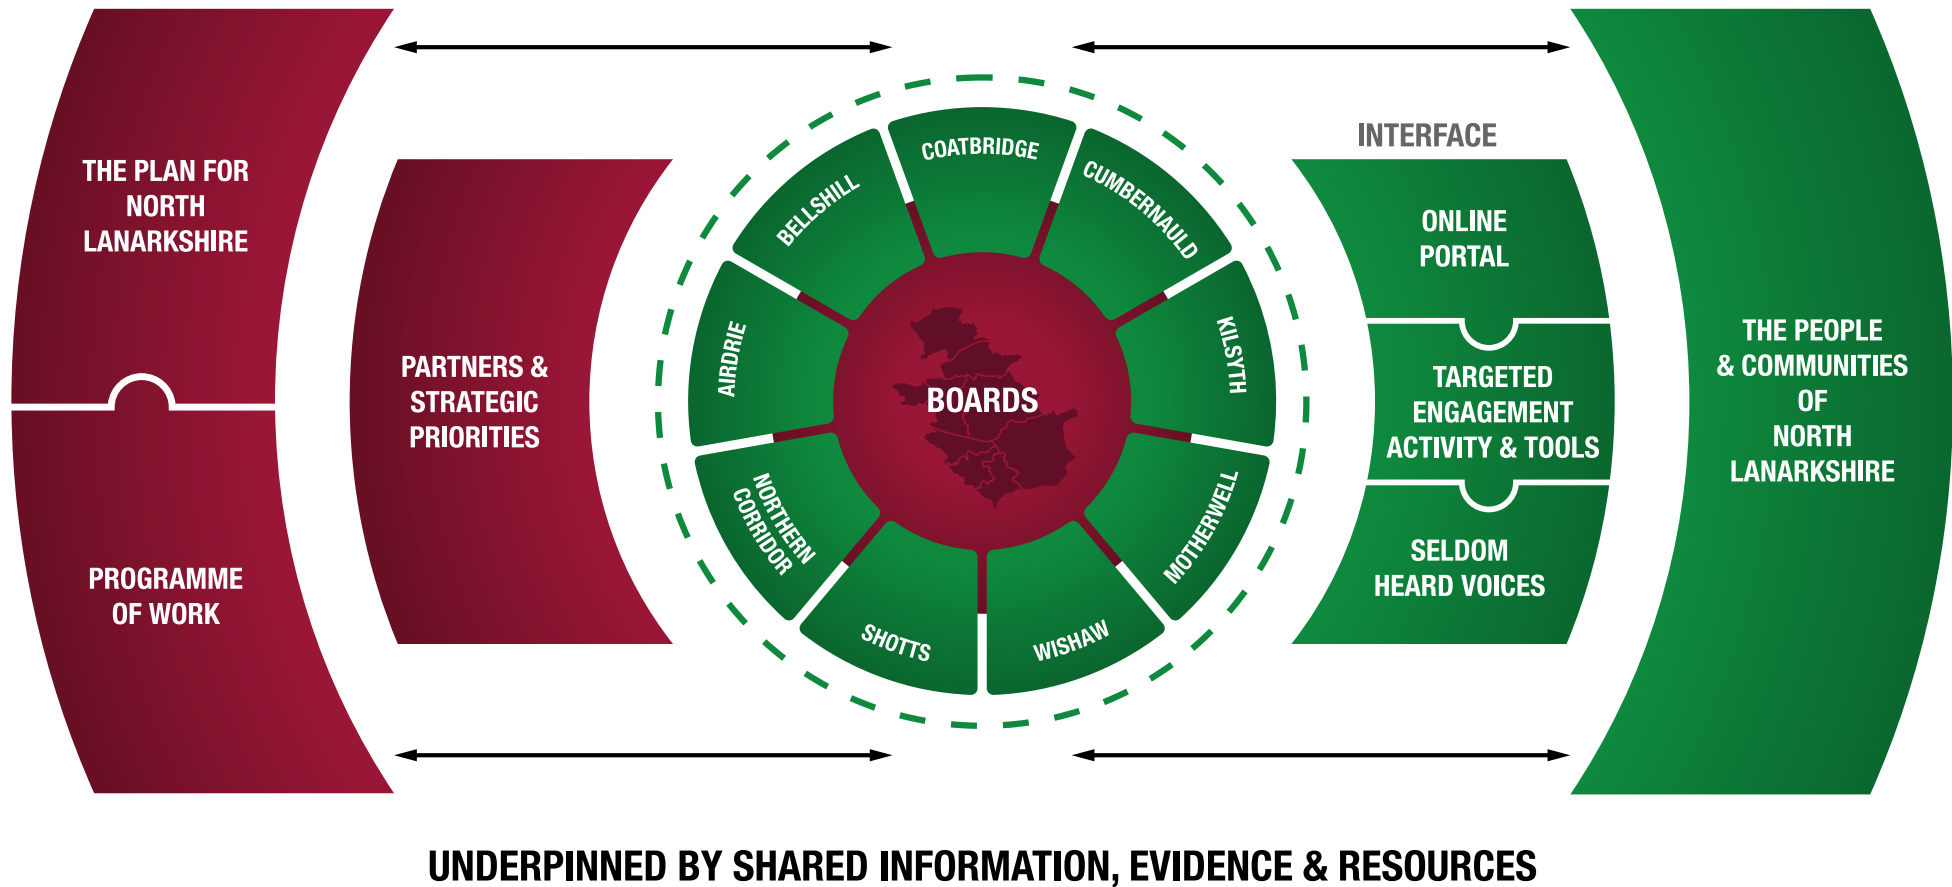 THE PLAN FOR
NORTH
LANARKSHIRE
PROGRAMME
OF WORK
PARTNERS &
STRATEGIC
PRIORITIES
COATBRIDGE
CUMBERNAULD
KILSYTH
MOTHERWELL
WISHAW
SHOTTS
NORTHERN
CORRIDOR
AIRDRIE
BELLSHILL
BOARDS
INTERFACE
ONLINE
PORTAL
TARGETED
ENGAGEMENT
ACTIVITY & TOOLS
SELDOM
HEARD VOICES
THE PEOPLE
& COMMUNITIES
OF
NORTH
LANARKSHIRE
UNDERPINNED BY SHARED INFORMATION, EVIDENCE & RESOURCES